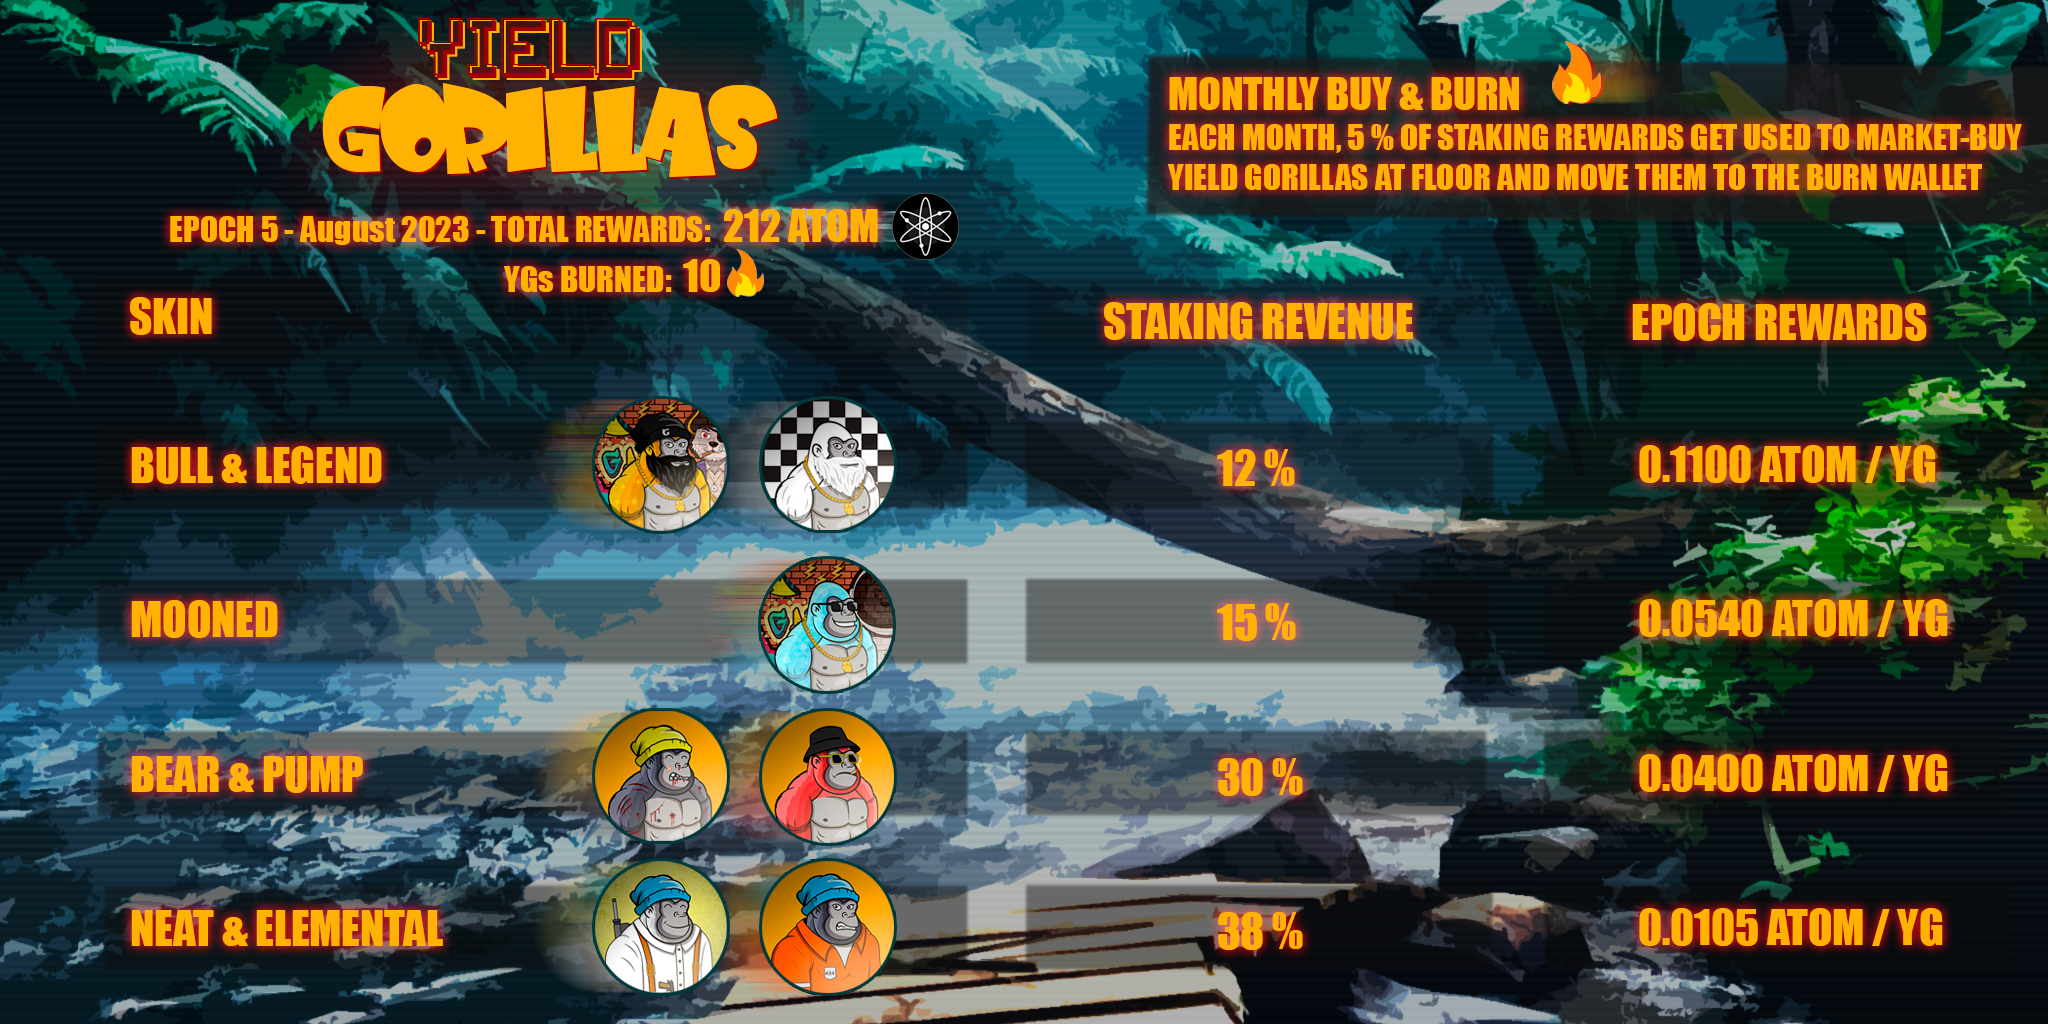 YIELD
GORILLAS
MONTHLY BUY & BURN
EACH MONTH, 5 % OF STAKING REWARDS GET USED TO MARKET-BUY
YIELD GORILLAS AT FLOOR AND MOVE THEM TO THE BURN WALLET
EPOCH 5 - August 2023 - TOTAL REWARDS: 212 ATOM
YGs BURNED: 10
SKIN STAKING REVENUE EPOCH REWARDS
BULL & LEGEND 12 % 0.1100 ATOM / YG
MOONED 15 % 0.0540 ATOM / YG
BEAR & PUMP 30 % 0.0400 ATOM / YG
NEAT & ELEMENTAL 38 % 0.0105 ATOM / YG